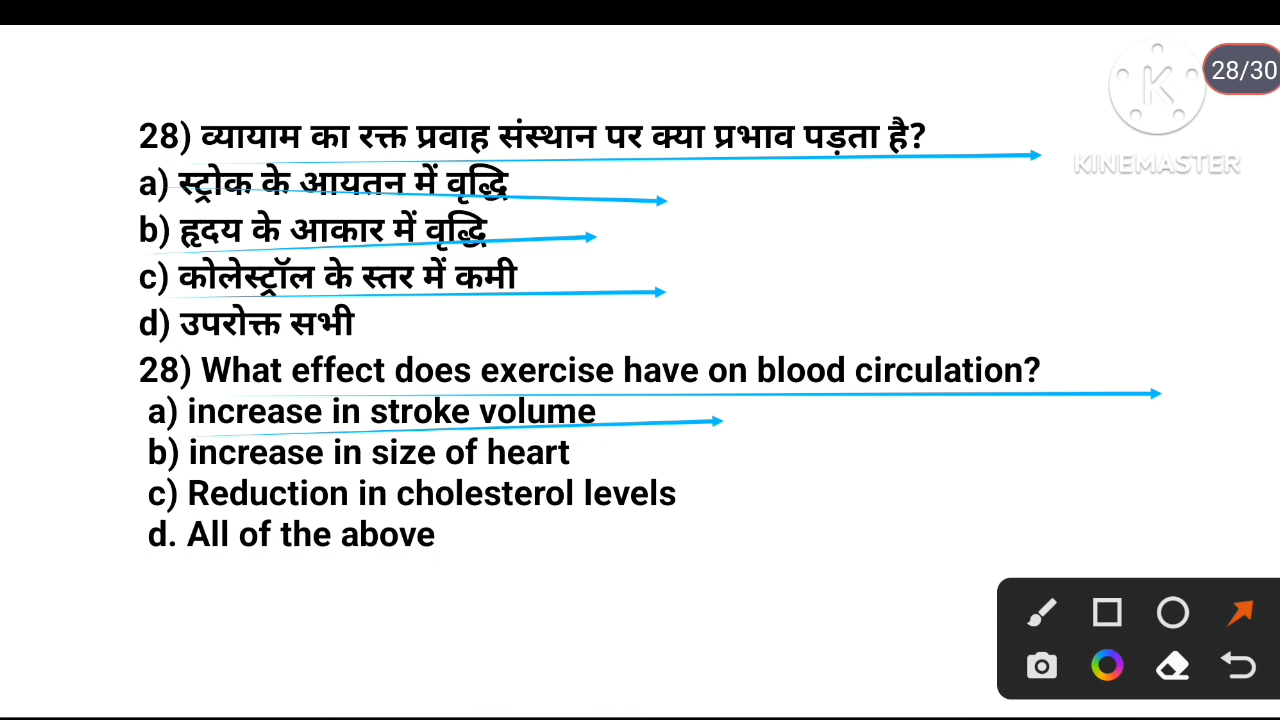 28/30
KINEMASTER
28) व्यायाम का रक्त प्रवाह संस्थान पर क्या प्रभाव पड़ता है?
a) स्ट्रोक के आयतन में वृद्धि
b) हृदय के आकार में वृद्धि
c) कोलेस्ट्रॉल के स्तर में कमी
d) उपरोक्त सभी
28) What effect does exercise have on blood circulation?
a) increase in stroke volume
b) increase in size of heart
c) Reduction in cholesterol levels
d. All of the above